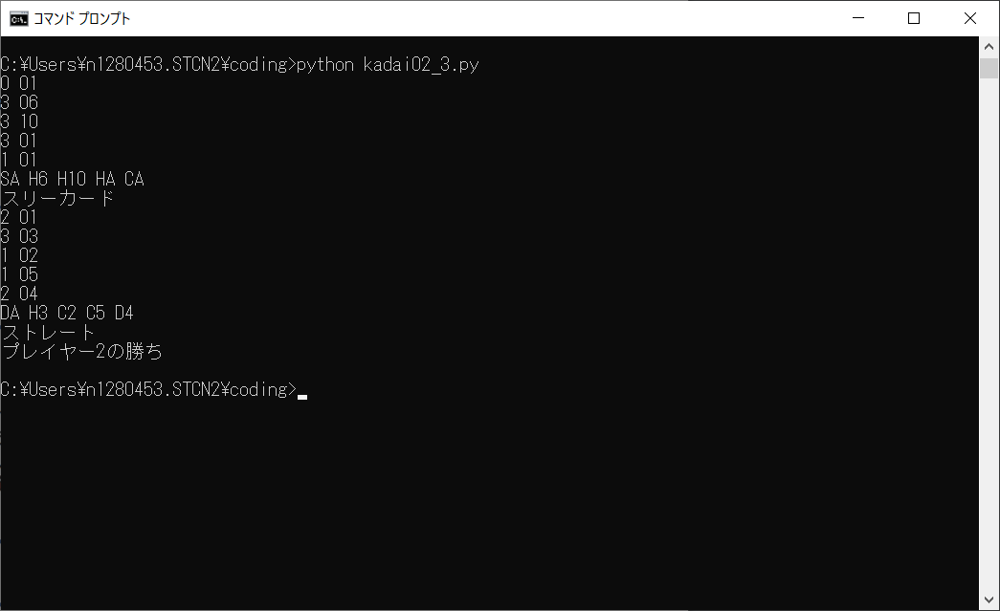 コマンド プロンプト
C:¥Users¥n1280453.STCN2¥coding>python kadai02_3.py
0 01
3 06
3 10
3 01
1 01
SA H6 H10 HA CA
スリーカード
2 01
3 03
1 02
1 05
2 04
DA H3 C2 C5 D4
ストレート
プレイヤー2の勝ち
C:¥Users¥n1280453.STCN2¥coding>